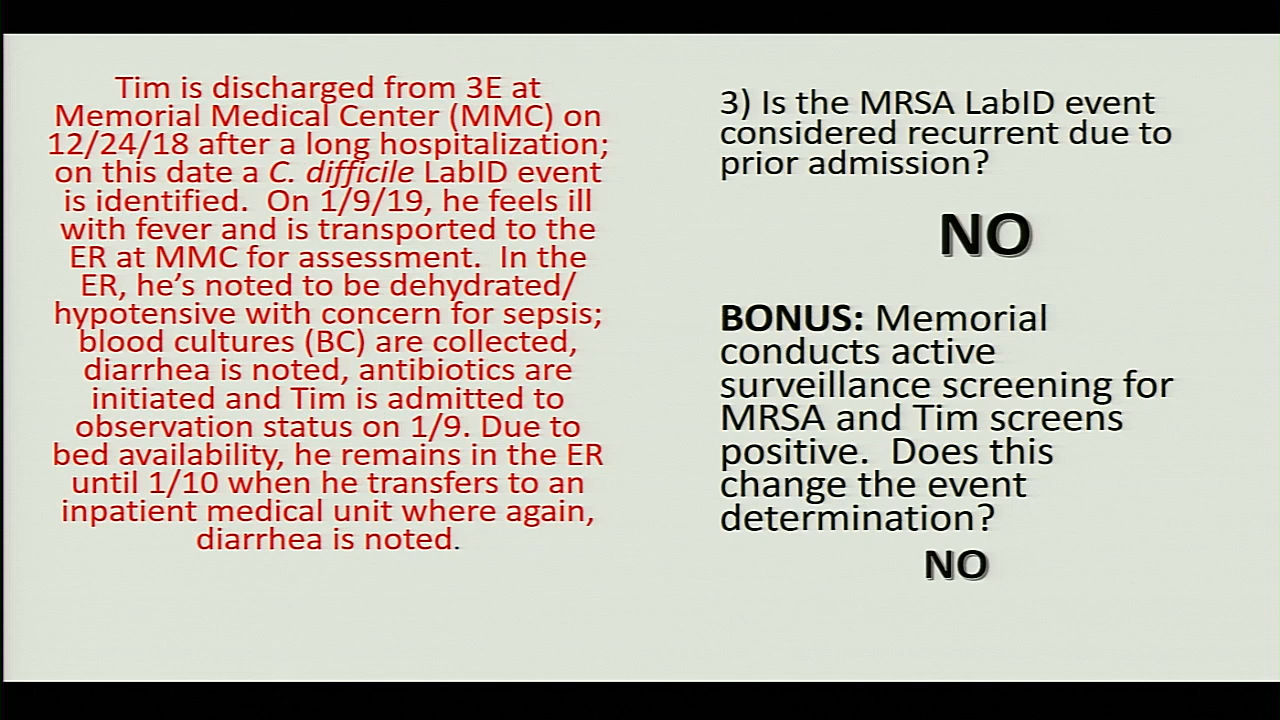 Tim is discharged from 3E at
Memorial Medical Center (MMC) on
12/24/18 after a long hospitalization;
on this date a C. difficile LabID event
is identified.  On 1/9/19, he feels ill
with fever and is transported to the
ER at MMC for assessment.  In the
ER, he’s noted to be dehydrated/
hypotensive with concern for sepsis;
blood cultures (BC) are collected,
diarrhea is noted, antibiotics are
initiated and Tim is admitted to
observation status on 1/9. Due to
bed availability, he remains in the ER
until 1/10 when he transfers to an
inpatient medical unit where again,
diarrhea is noted.
3) Is the MRSA LabID event
considered recurrent due to
prior admission?
NO
BONUS: Memorial
conducts active
surveillance screening for
MRSA and Tim screens
positive.  Does this
change the event
determination?
NO